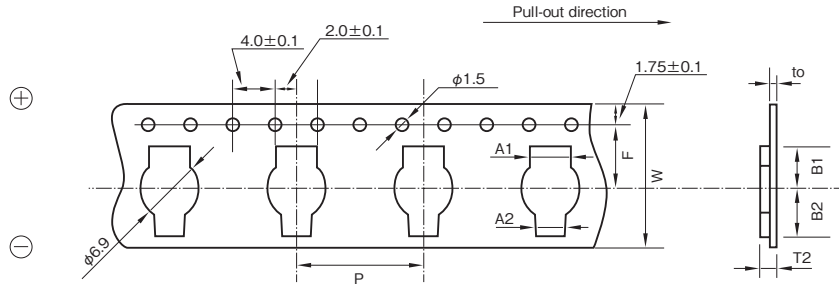 Pull-out direction
4.0±0.1
2.0±0.1
1.75±0.1
to
+
φ1.5
A1
F
W
B1
A2
B2
−
φ6.9
P
T2